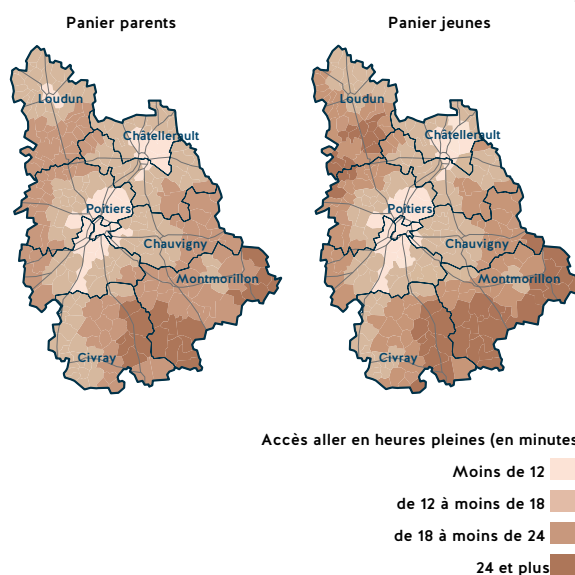 Panier parents
Panier jeunes
Loudun
Châtellerault
Poitiers
Chauvigny
Montmorillon
Civray
Loudun
Châtellerault
Poitiers
Chauvigny
Montmorillon
Civray
Accès aller en heures pleines (en minutes
Moins de 12
de 12 à moins de 18
de 18 à moins de 24
24 et plus